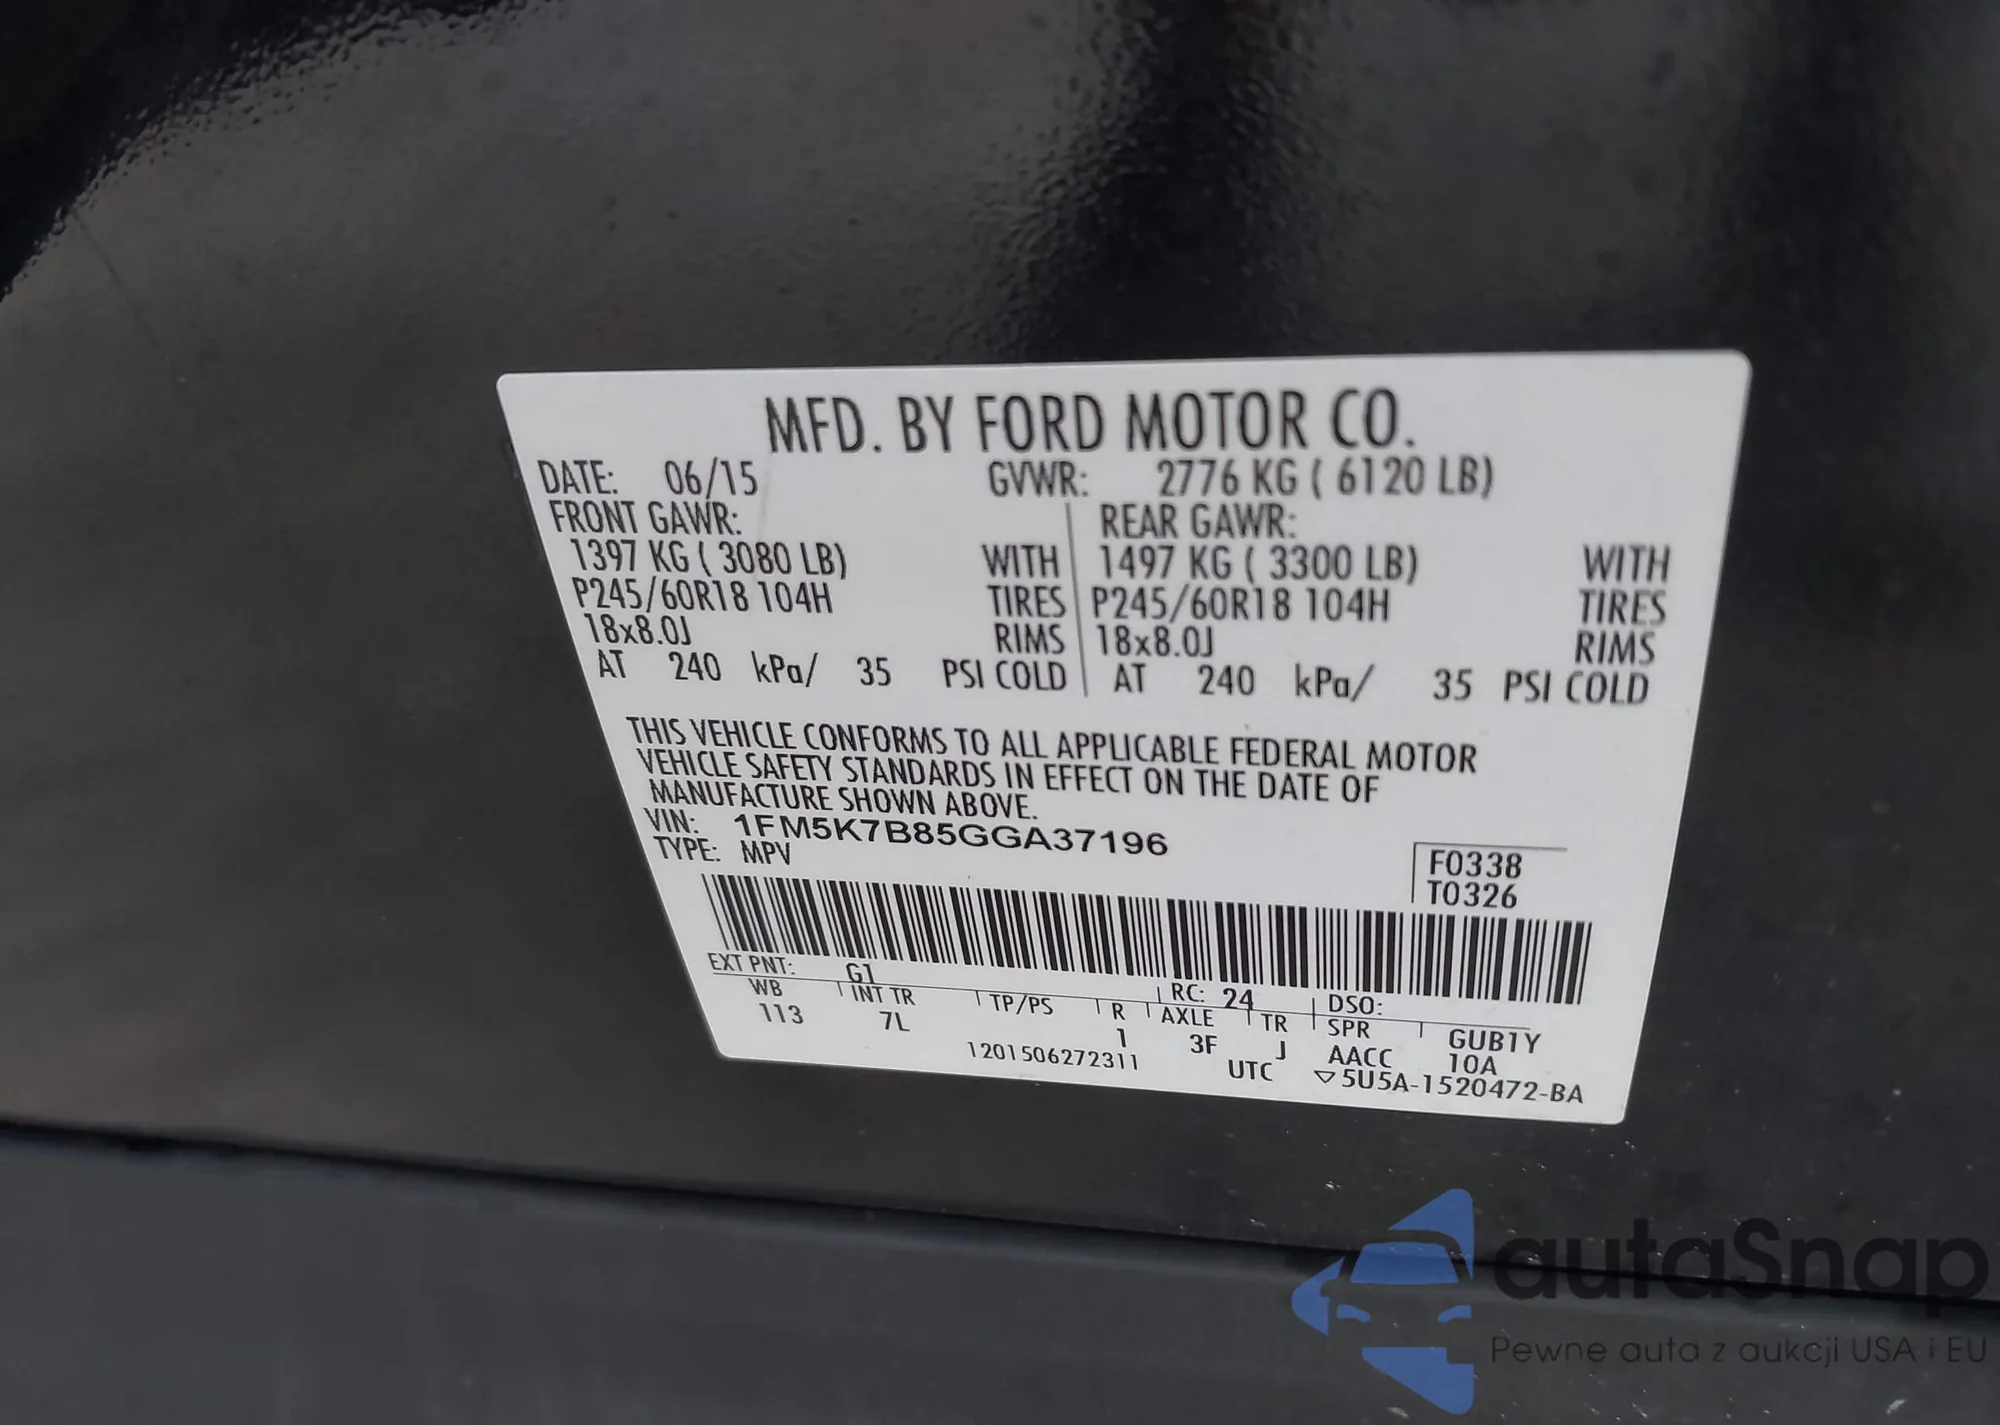 MFD. BY FORD MOTOR CO.
DATE: 06/15 GVWR: 2776 KG ( 6120 LB)
FRONT GAWR: REAR GAWR:
1397 KG ( 3080 LB) WITH 1497 KG ( 3300 LB) WITH
P245/60R18 104H TIRES P245/60R18 104H TIRES
18x8.0J RIMS 18x8.0J RIMS
AT 240 kPa/ 35 PSI COLD AT 240 kPa/ 35 PSI COLD
THIS VEHICLE CONFORMS TO ALL APPLICABLE FEDERAL MOTOR
VEHICLE SAFETY STANDARDS IN EFFECT ON THE DATE OF
MANUFACTURE SHOWN ABOVE.
VIN: 1FM5K7B85GGA37196
TYPE: MPV
F0338
T0326
EXT PNT: G1 RC: 24 DSO:
WB INT TR TP/PS R AXLE TR SPR GUB1Y
113 7L 1 3F J AACC 10A
1201506272311 UTC ▽5U5A-1520472-BA
autaSnap
Pewne auta z aukcji USA i EU